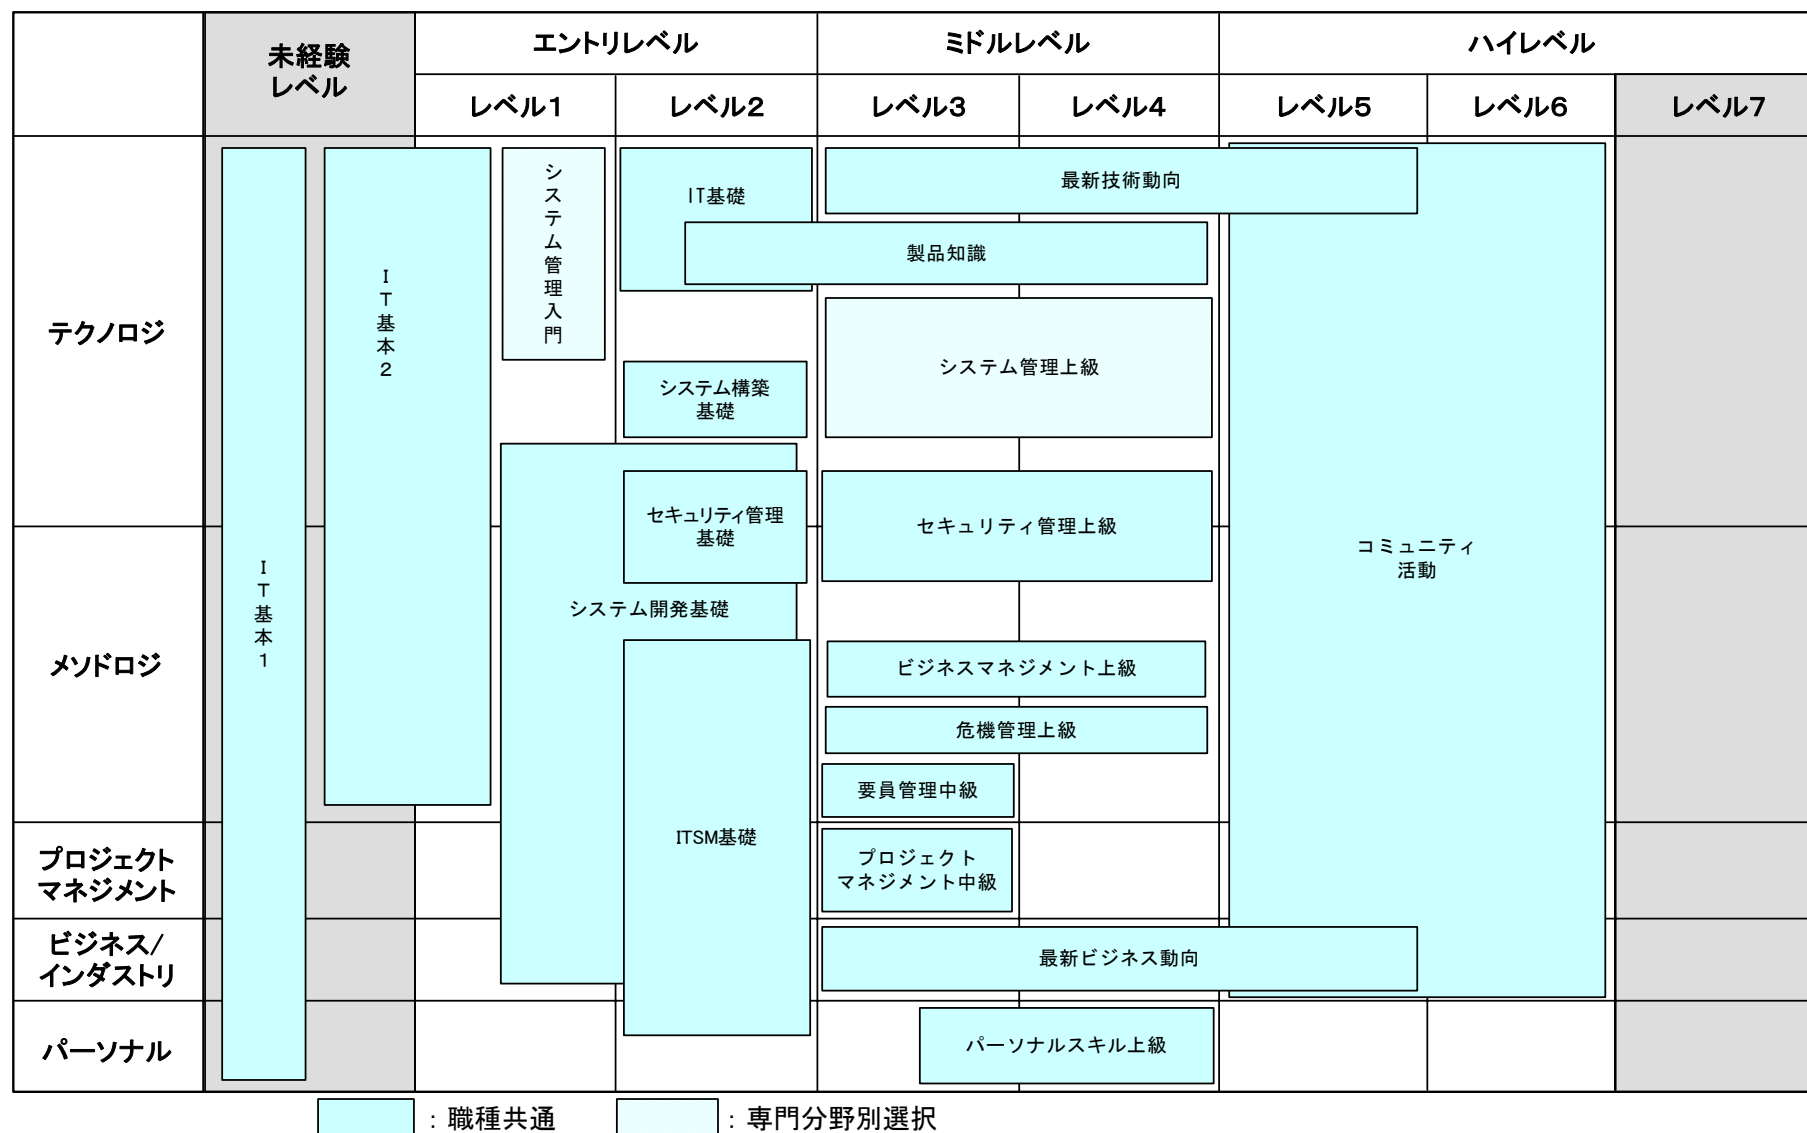 未経験
レベル
エントリレベル
ミドルレベル
ハイレベル
レベル1
レベル2
レベル3
レベル4
レベル5
レベル6
レベル7
テクノロジ
メソドロジ
プロジェクト
マネジメント
ビジネス/
インダストリ
パーソナル
IT基本1
IT基本2
システム管理入門
IT基礎
最新技術動向
製品知識
システム管理上級
システム構築
基礎
セキュリティ管理
基礎
セキュリティ管理上級
コミュニティ
活動
システム開発基礎
ビジネスマネジメント上級
危機管理上級
要員管理中級
ITSM基礎
プロジェクト
マネジメント中級
最新ビジネス動向
パーソナルスキル上級
：職種共通
：専門分野別選択